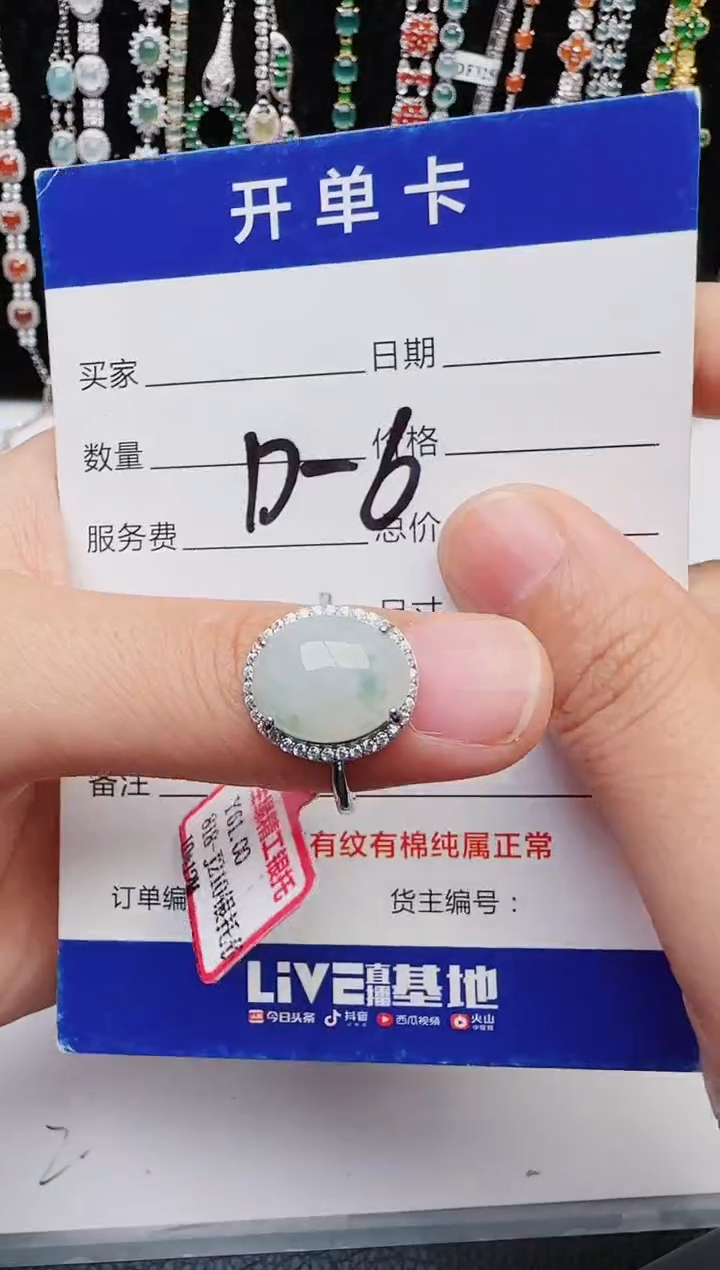 开单卡
买家 日期
数量 价格
D-6
服务费 总价
尺寸
备注
有纹有棉纯属正常
订单编 货主编号：
LiVE直播基地
今日头条 抖音 西瓜视频 火山